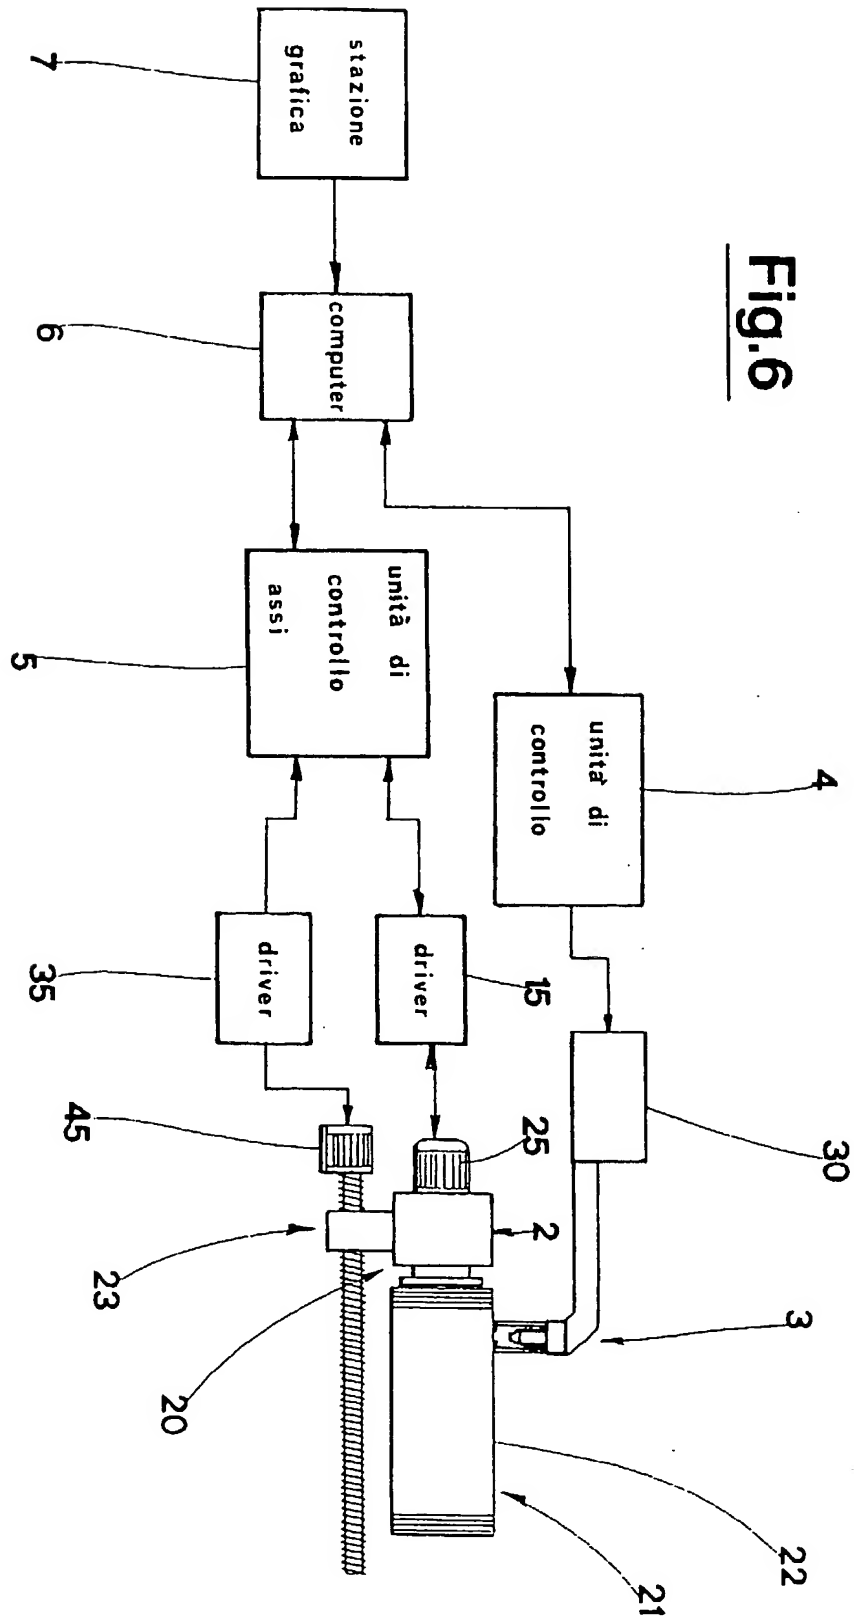 Fig.6
stazione
grafica
7
computer
6
unità di
controllo
assi
5
unità di
controllo
4
driver
35
driver
15
30
45
25
2
23
20
3
22
21